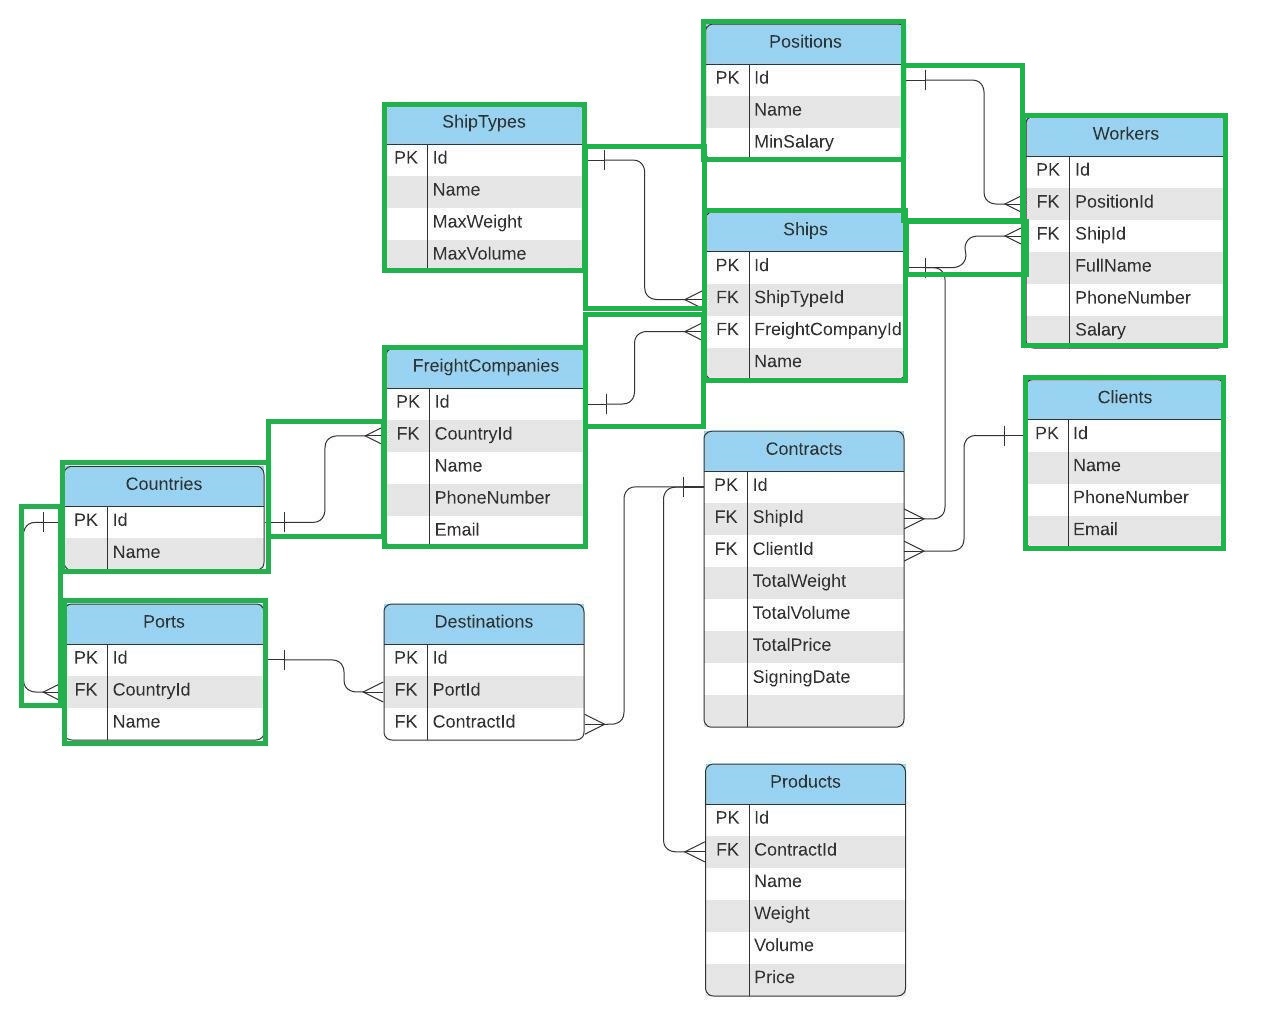 Positions
PK Id
Name
MinSalary
ShipTypes
PK Id
Name
MaxWeight
MaxVolume
Workers
PK Id
FK PositionId
FK ShipId
FullName
PhoneNumber
Salary
Ships
PK Id
FK ShipTypeId
FK FreightCompanyId
Name
FreightCompanies
PK Id
FK CountryId
Name
PhoneNumber
Email
Clients
PK Id
Name
PhoneNumber
Email
Countries
PK Id
Name
Contracts
PK Id
FK ShipId
FK ClientId
TotalWeight
TotalVolume
TotalPrice
SigningDate
Ports
PK Id
FK CountryId
Name
Destinations
PK Id
FK PortId
FK ContractId
Products
PK Id
FK ContractId
Name
Weight
Volume
Price